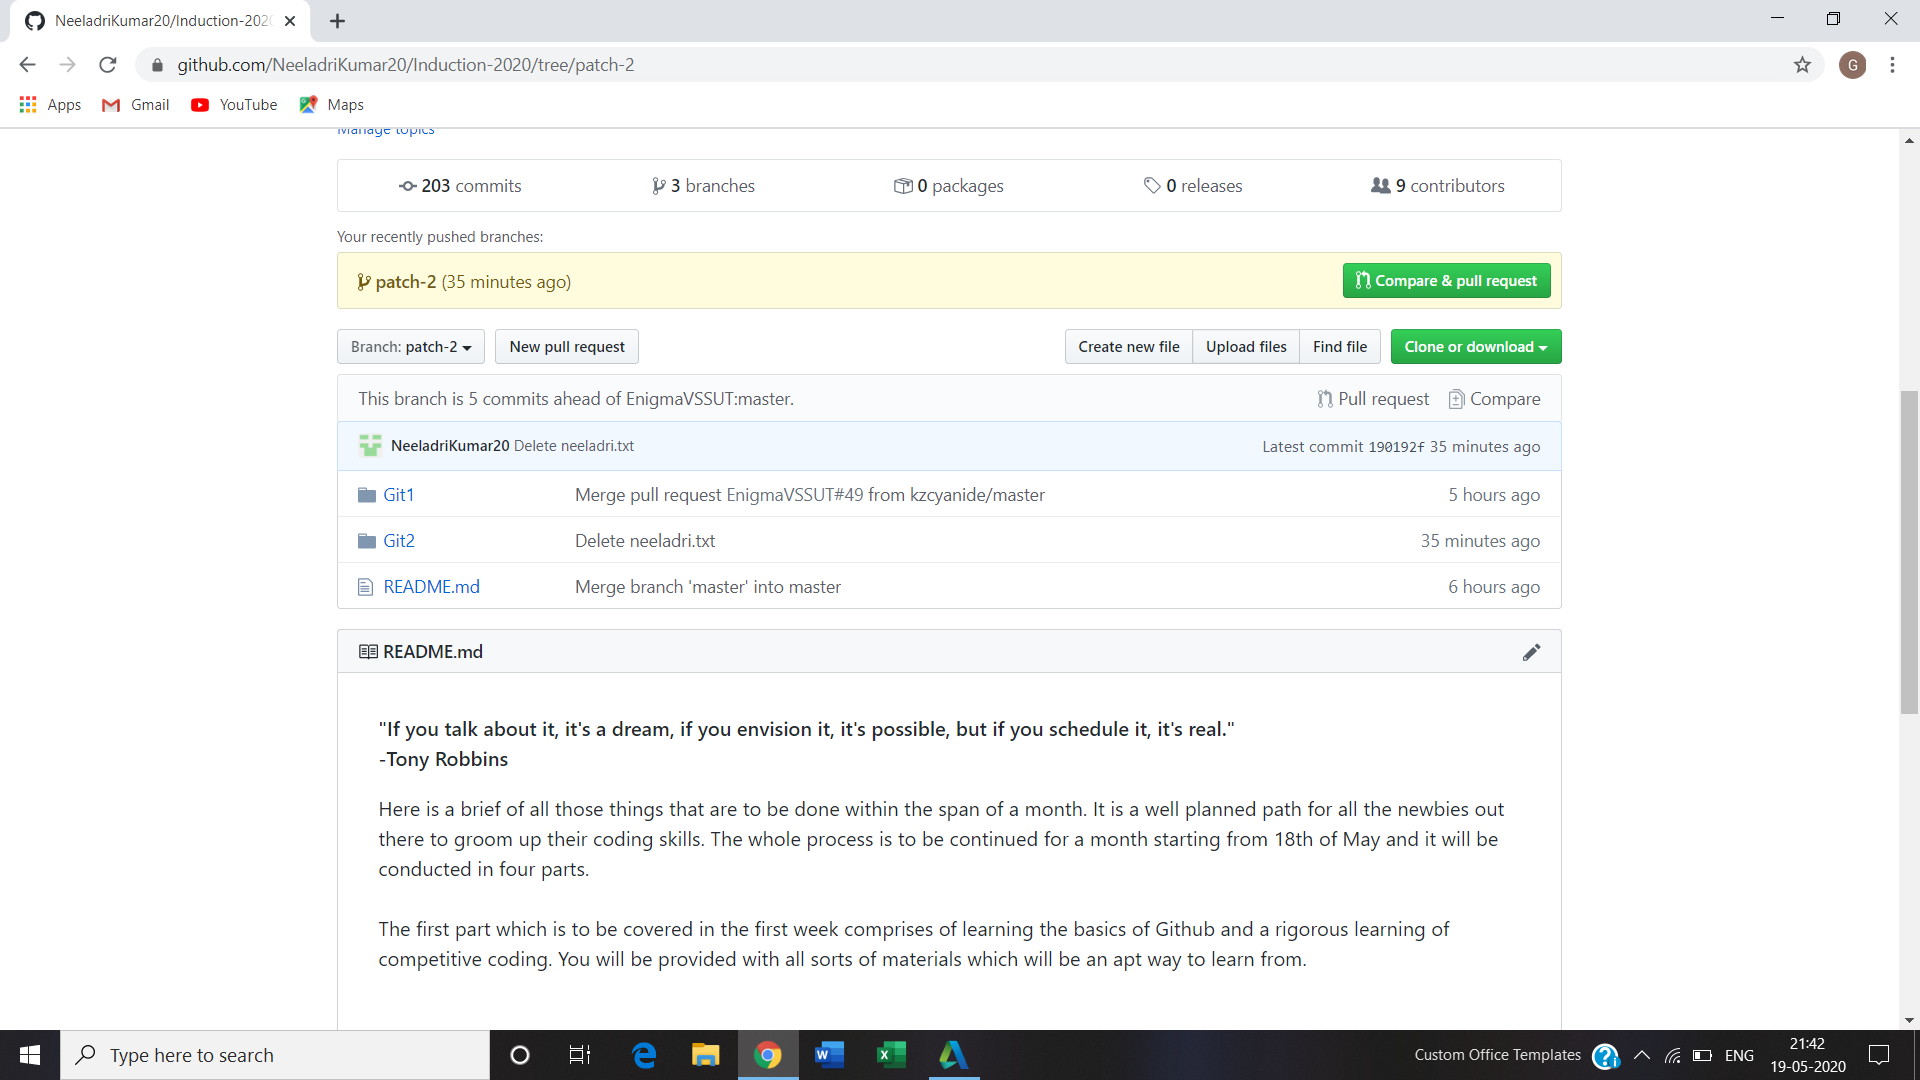 NeeladriKumar20/Induction-202
github.com/NeeladriKumar20/Induction-2020/tree/patch-2
G
Apps
Gmail
YouTube
Maps
Manage topics
203 commits
3 branches
0 packages
0 releases
9 contributors
Your recently pushed branches:
patch-2 (35 minutes ago)
Compare & pull request
Branch: patch-2
New pull request
Create new file
Upload files
Find file
Clone or download
This branch is 5 commits ahead of EnigmaVSSUT:master.
Pull request
Compare
NeeladriKumar20 Delete neeladri.txt
Latest commit 190192f 35 minutes ago
Git1
Merge pull request EnigmaVSSUT#49 from kzcyanide/master
5 hours ago
Git2
Delete neeladri.txt
35 minutes ago
README.md
Merge branch 'master' into master
6 hours ago
README.md
"If you talk about it, it's a dream, if you envision it, it's possible, but if you schedule it, it's real."
-Tony Robbins
Here is a brief of all those things that are to be done within the span of a month. It is a well planned path for all the newbies out
there to groom up their coding skills. The whole process is to be continued for a month starting from 18th of May and it will be
conducted in four parts.
The first part which is to be covered in the first week comprises of learning the basics of Github and a rigorous learning of
competitive coding. You will be provided with all sorts of materials which will be an apt way to learn from.
Type here to search
Custom Office Templates
ENG
21:42
19-05-2020